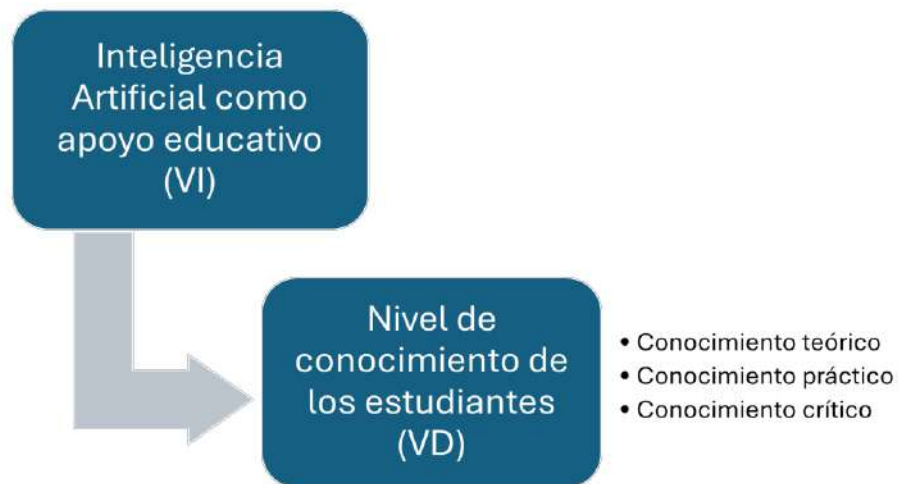 Inteligencia
Artificial como
apoyo educativo
(VI)
Nivel de
conocimiento de
los estudiantes
(VD)
• Conocimiento teórico
• Conocimiento práctico
• Conocimiento crítico